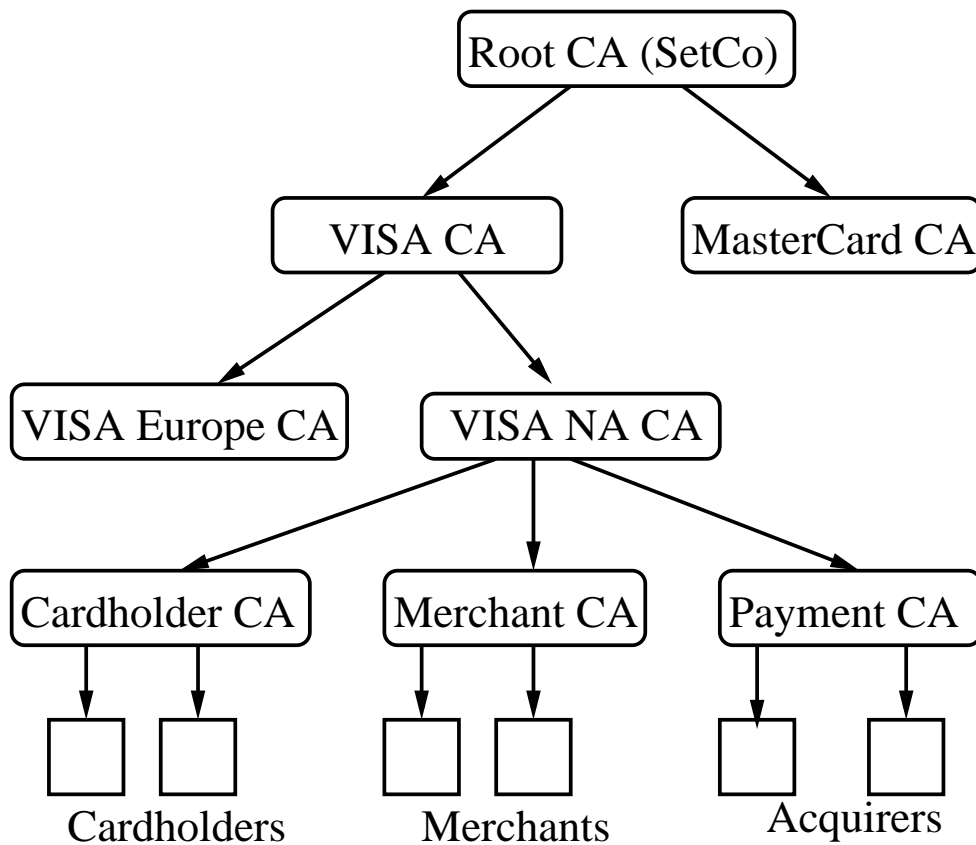 Root CA (SetCo)
VISA CA
MasterCard CA
VISA Europe CA
VISA NA CA
Cardholder CA
Merchant CA
Payment CA
Cardholders
Merchants
Acquirers